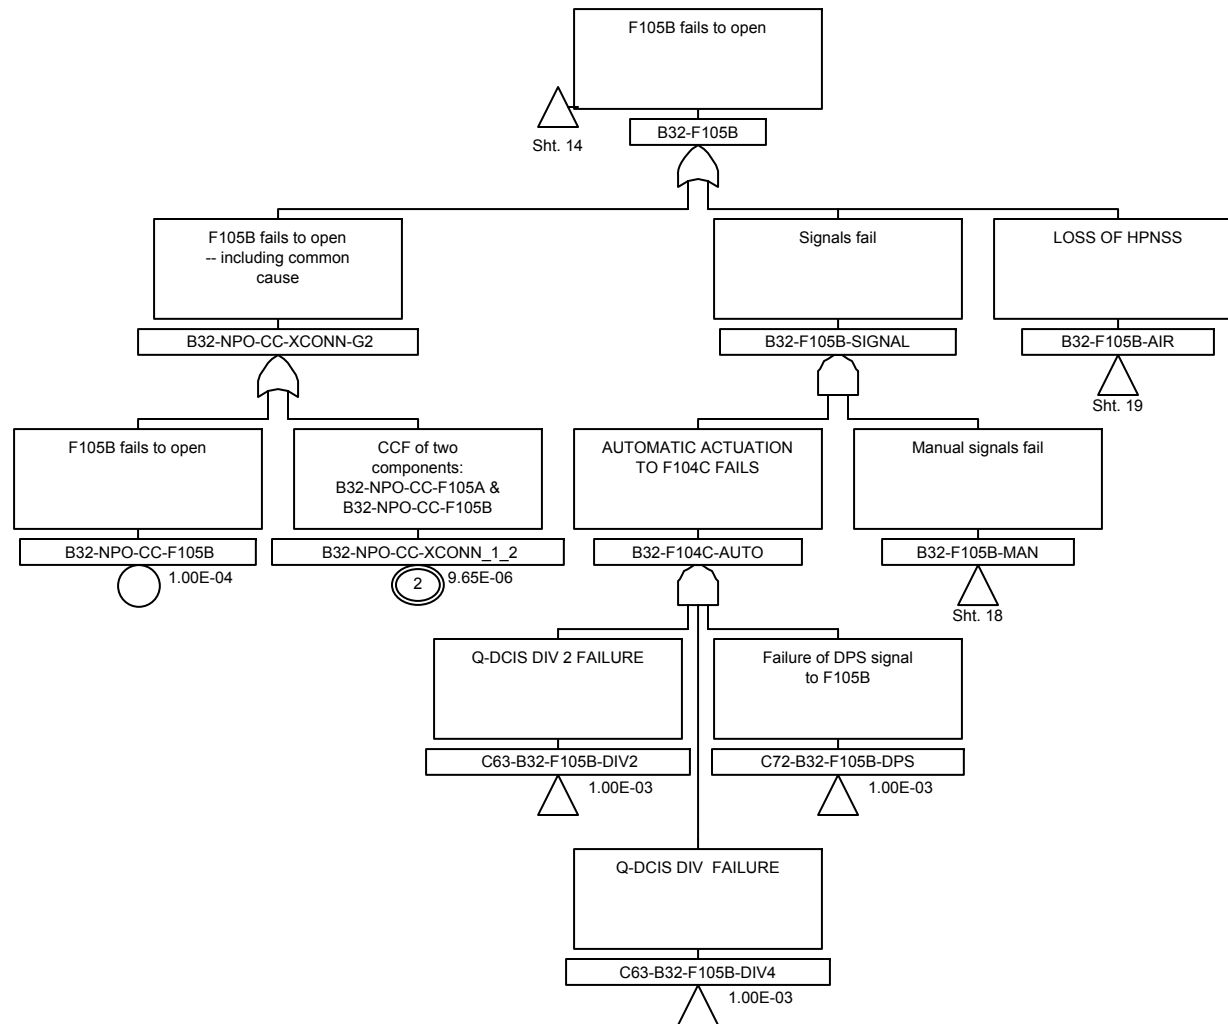 F105B fails to open
Sht. 14
B32-F105B
F105B fails to open
-- including common
cause
B32-NPO-CC-XCONN-G2
Signals fail
B32-F105B-SIGNAL
LOSS OF HPNSS
B32-F105B-AIR
Sht. 19
F105B fails to open
B32-NPO-CC-F105B
1.00E-04
CCF of two
components:
B32-NPO-CC-F105A &
B32-NPO-CC-F105B
B32-NPO-CC-XCONN_1_2
2
9.65E-06
AUTOMATIC ACTUATION
TO F104C FAILS
B32-F104C-AUTO
Manual signals fail
B32-F105B-MAN
Sht. 18
Q-DCIS DIV 2 FAILURE
C63-B32-F105B-DIV2
1.00E-03
Failure of DPS signal
to F105B
C72-B32-F105B-DPS
1.00E-03
Q-DCIS DIV  FAILURE
C63-B32-F105B-DIV4
1.00E-03